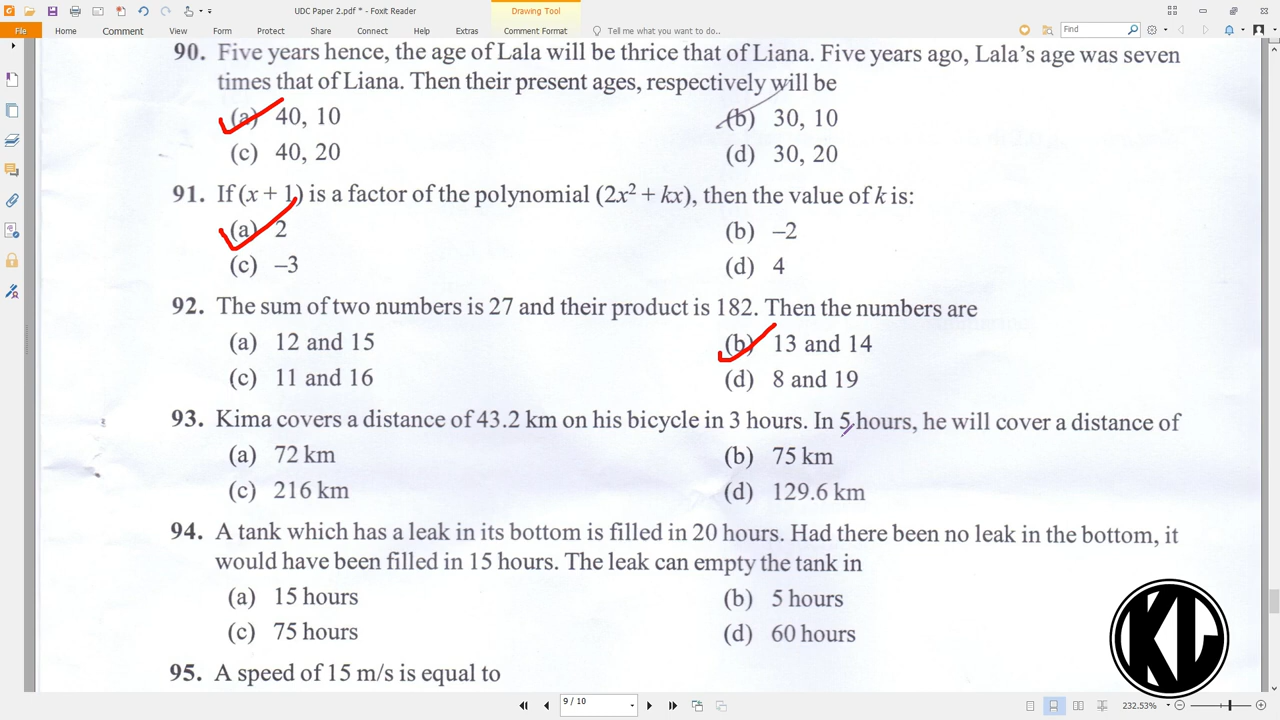 UDC Paper 2.pdf * - Foxit Reader
Drawing Tool
File Home Comment View Form Protect Share Connect Help Extras Comment Format Tell me what you want to do.. Find
90. Five years hence, the age of Lala will be thrice that of Liana. Five years ago, Lala's age was seven
times that of Liana. Then their present ages, respectively will be
(a) 40, 10 (b) 30, 10
(c) 40, 20 (d) 30, 20
91. If (x + 1) is a factor of the polynomial (2x² + kx), then the value of k is:
(a) 2 (b) –2
(c) –3 (d) 4
92. The sum of two numbers is 27 and their product is 182. Then the numbers are
(a) 12 and 15 (b) 13 and 14
(c) 11 and 16 (d) 8 and 19
93. Kima covers a distance of 43.2 km on his bicycle in 3 hours. In 5 hours, he will cover a distance of
(a) 72 km (b) 75 km
(c) 216 km (d) 129.6 km
94. A tank which has a leak in its bottom is filled in 20 hours. Had there been no leak in the bottom, it
would have been filled in 15 hours. The leak can empty the tank in
(a) 15 hours (b) 5 hours
(c) 75 hours (d) 60 hours
KL
95. A speed of 15 m/s is equal to
9 / 10 232.53%